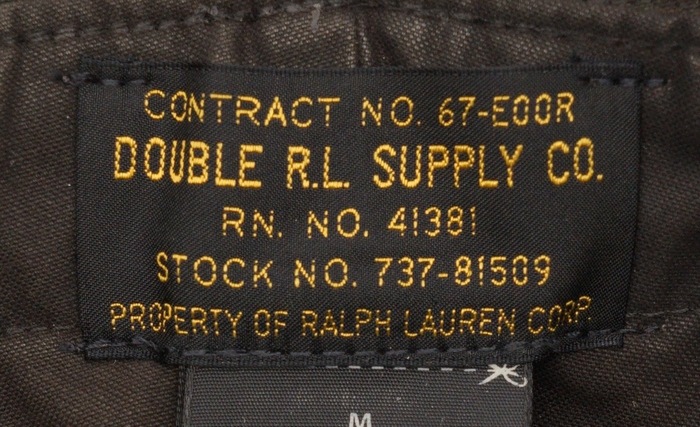 CONTRACT NO. 67-E00R
DOUBLE R.L. SUPPLY CO.
RN. NO. 41381
STOCK NO. 737-81509
PROPERTY OF RALPH LAUREN CORP.
M